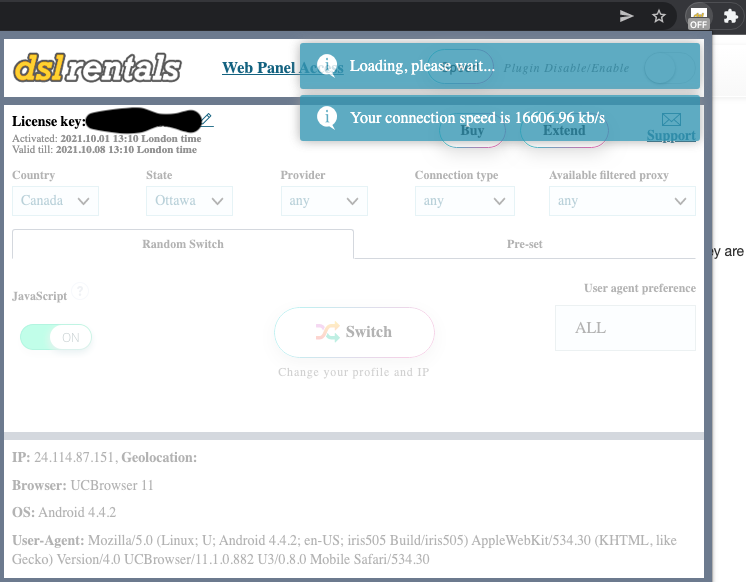 OFF
dslrentals
Web Panel Access
Plugin Disable/Enable
Loading, please wait...
Your connection speed is 16606.96 kb/s
License key:
Activated: 2021.10.01 13:10 London time
Valid till: 2021.10.08 13:10 London time
Buy
Extend
Support
Country State Provider Connection type Available filtered proxy
Canada Ottawa any any any
Random Switch Pre-set
ey are
JavaScript ?
User agent preference
ON
Switch
ALL
Change your profile and IP
IP: 24.114.87.151, Geolocation:
Browser: UCBrowser 11
OS: Android 4.4.2
User-Agent: Mozilla/5.0 (Linux; U; Android 4.4.2; en-US; iris505 Build/iris505) AppleWebKit/534.30 (KHTML, like
Gecko) Version/4.0 UCBrowser/11.1.0.882 U3/0.8.0 Mobile Safari/534.30